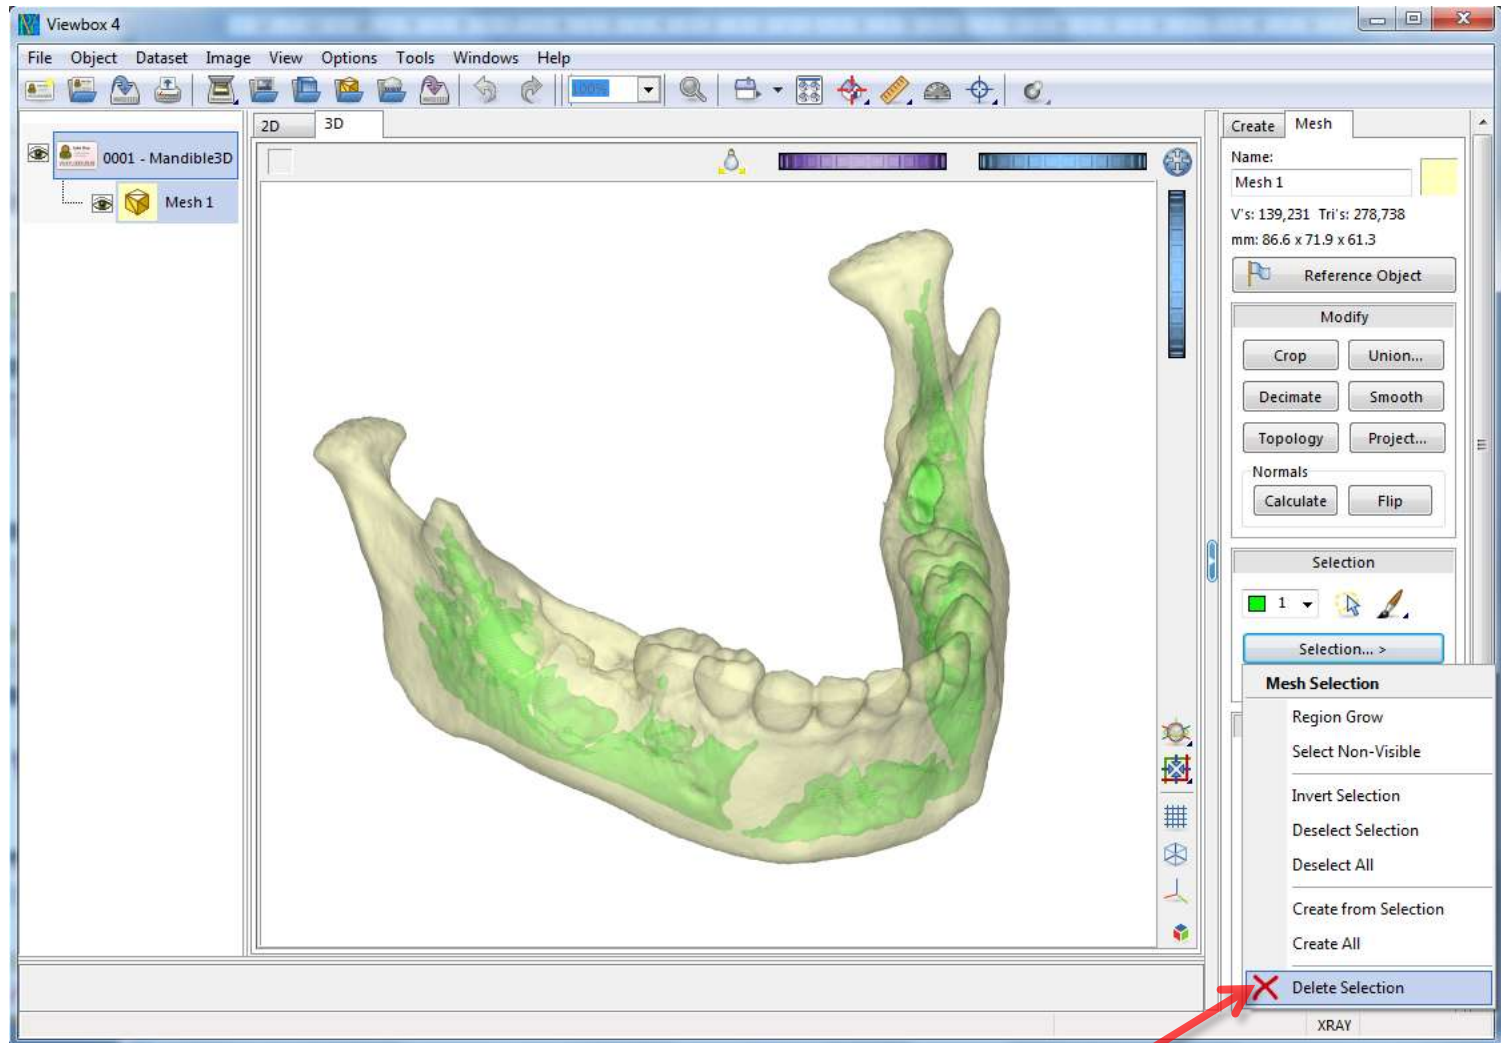 Viewbox 4
File Object Dataset Image View Options Tools Windows Help
100%
2D 3D
Create Mesh
0001 - Mandible3D
Mesh 1
Name:
Mesh 1
V's: 139,231 Tri's: 278,738
mm: 86.6 x 71.9 x 61.3
Reference Object
Modify
Crop Union...
Decimate Smooth
Topology Project...
Normals
Calculate Flip
Selection
1
Selection... >
Mesh Selection
Region Grow
Select Non-Visible
Invert Selection
Deselect Selection
Deselect All
Create from Selection
Create All
Delete Selection
XRAY